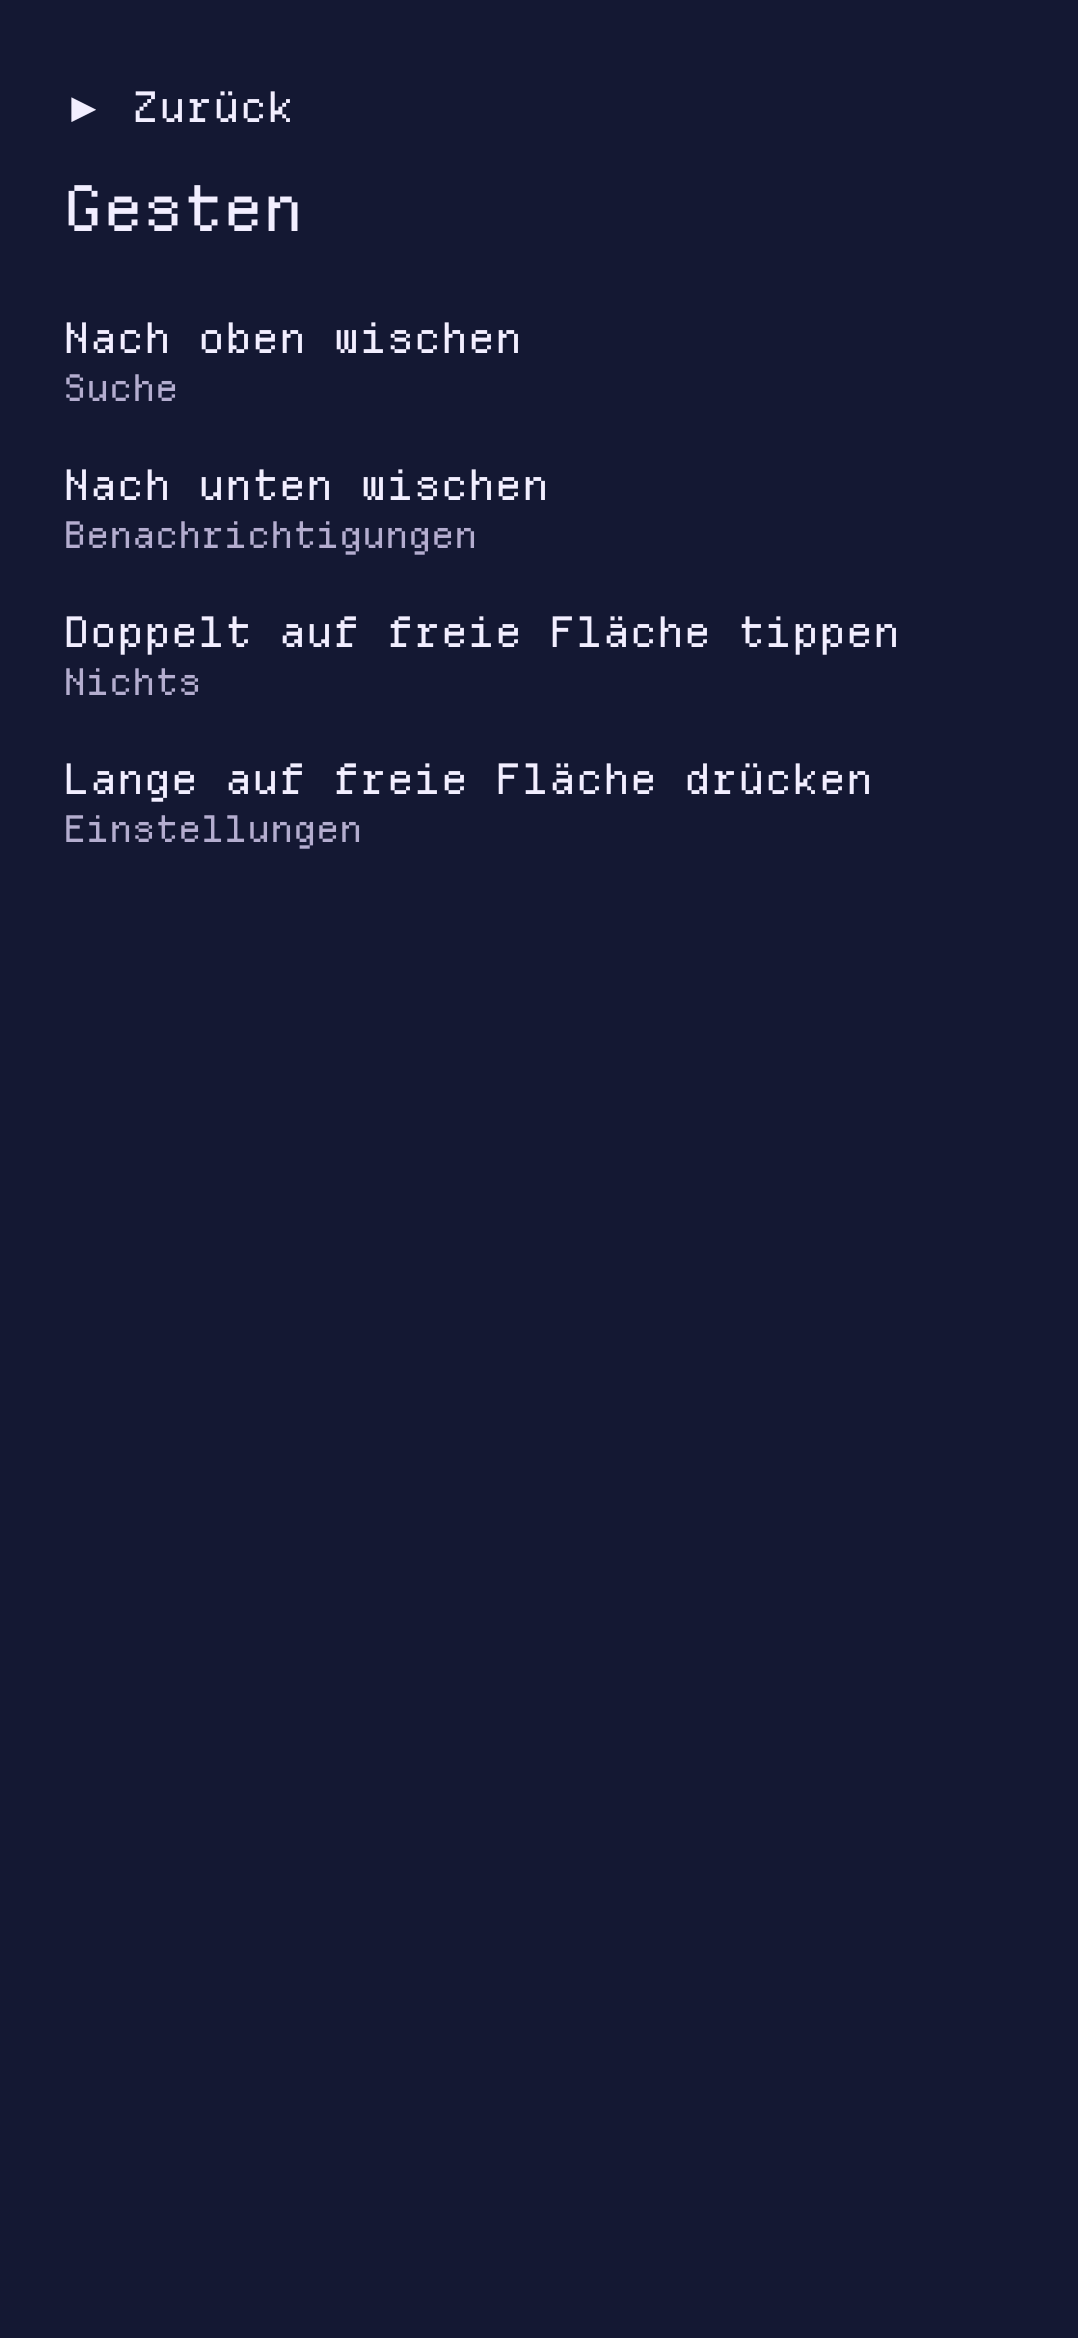 ▶ Zurück
Gesten
Nach oben wischen
Suche
Nach unten wischen
Benachrichtigungen
Doppelt auf freie Fläche tippen
Nichts
Lange auf freie Fläche drücken
Einstellungen